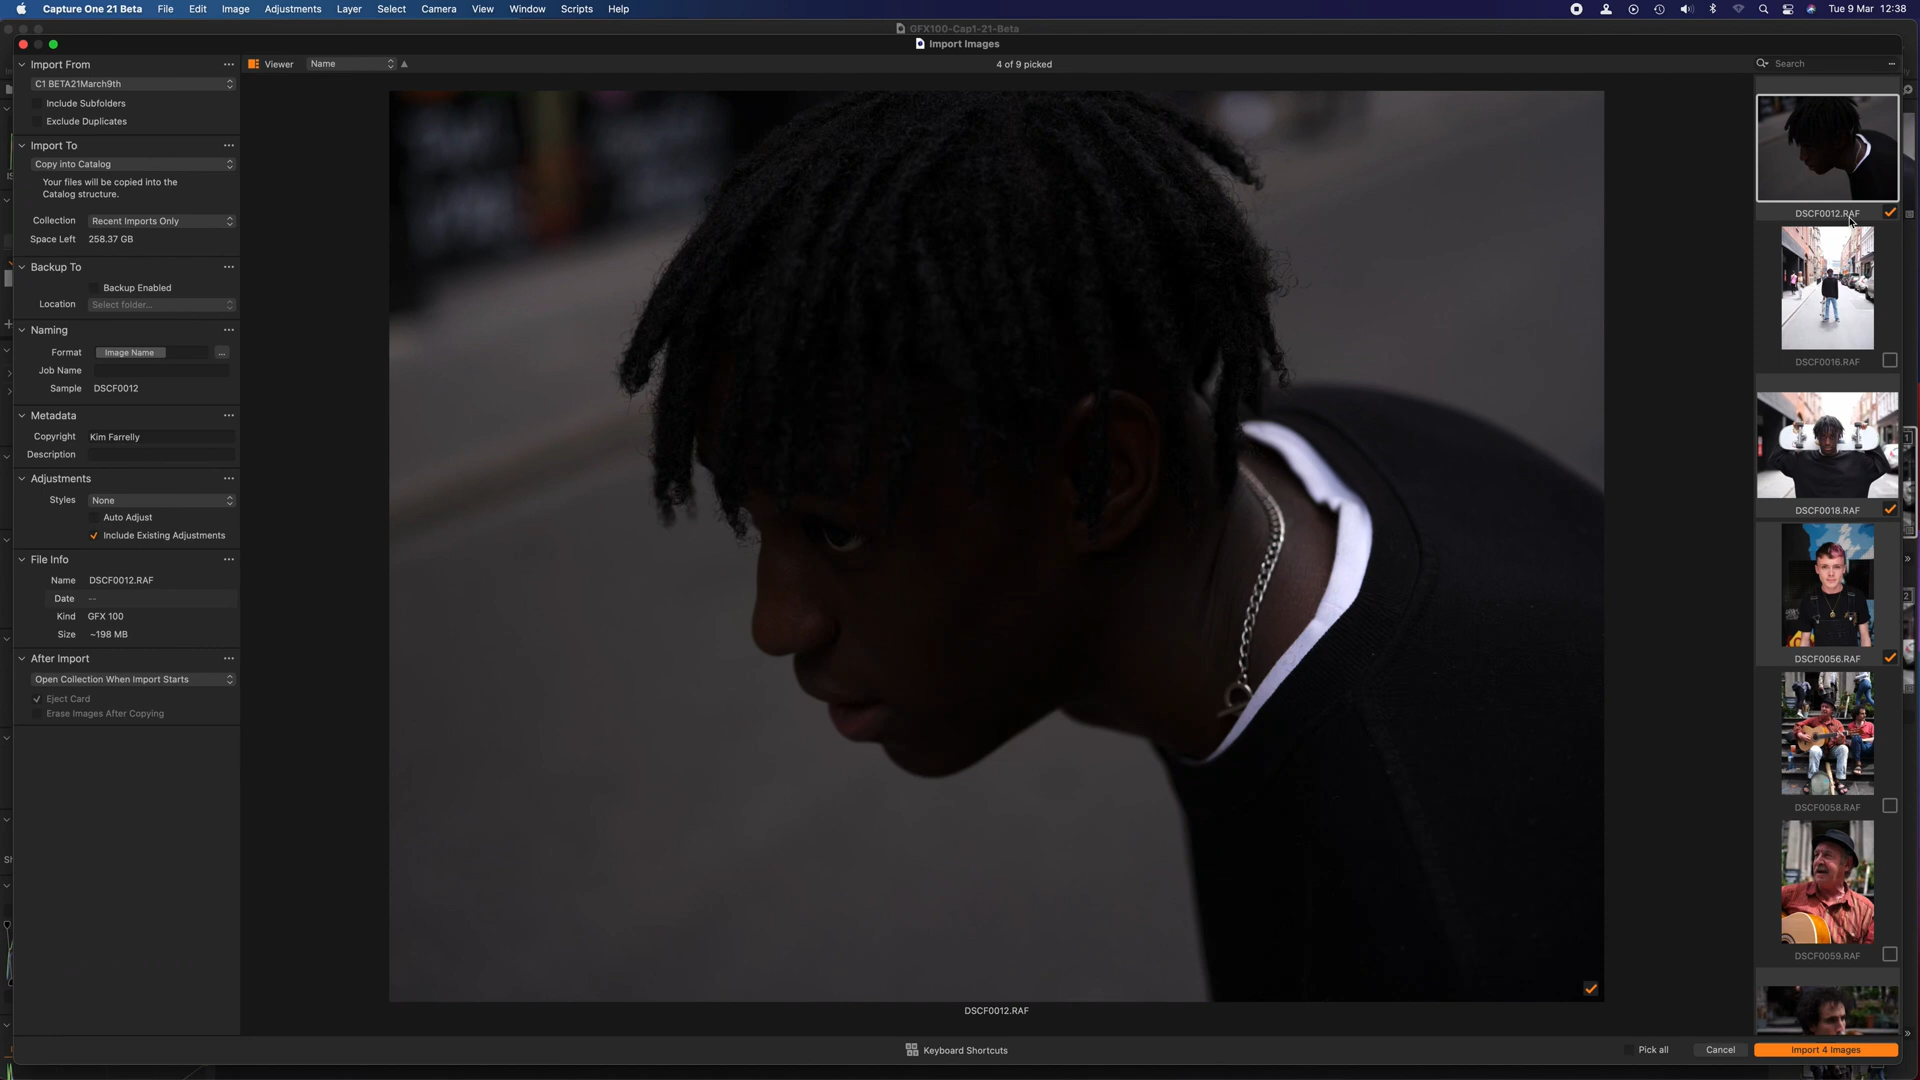 Capture One 21 Beta File Edit Image Adjustments Layer Select Camera View Window Scripts Help Tue 9 Mar 12:38
GFX100-Cap1-21-Beta
Import Images
Import From
C1 BETA21March9th
Include Subfolders
Exclude Duplicates
Import To
Copy into Catalog
Your files will be copied into the
Catalog structure.
Collection Recent Imports Only
Space Left 258.37 GB
Backup To
Backup Enabled
Location Select folder...
Naming
Format Image Name ...
Job Name
Sample DSCF0012
Metadata
Copyright Kim Farrelly
Description
Adjustments
Styles None
Auto Adjust
Include Existing Adjustments
File Info
Name DSCF0012.RAF
Date --
Kind GFX 100
Size ~198 MB
After Import
Open Collection When Import Starts
Eject Card
Erase Images After Copying
Viewer Name 4 of 9 picked Search
DSCF0012.RAF
DSCF0012.RAF
DSCF0016.RAF
DSCF0018.RAF
DSCF0056.RAF
DSCF0058.RAF
DSCF0059.RAF
Keyboard Shortcuts Pick all Cancel Import 4 Images